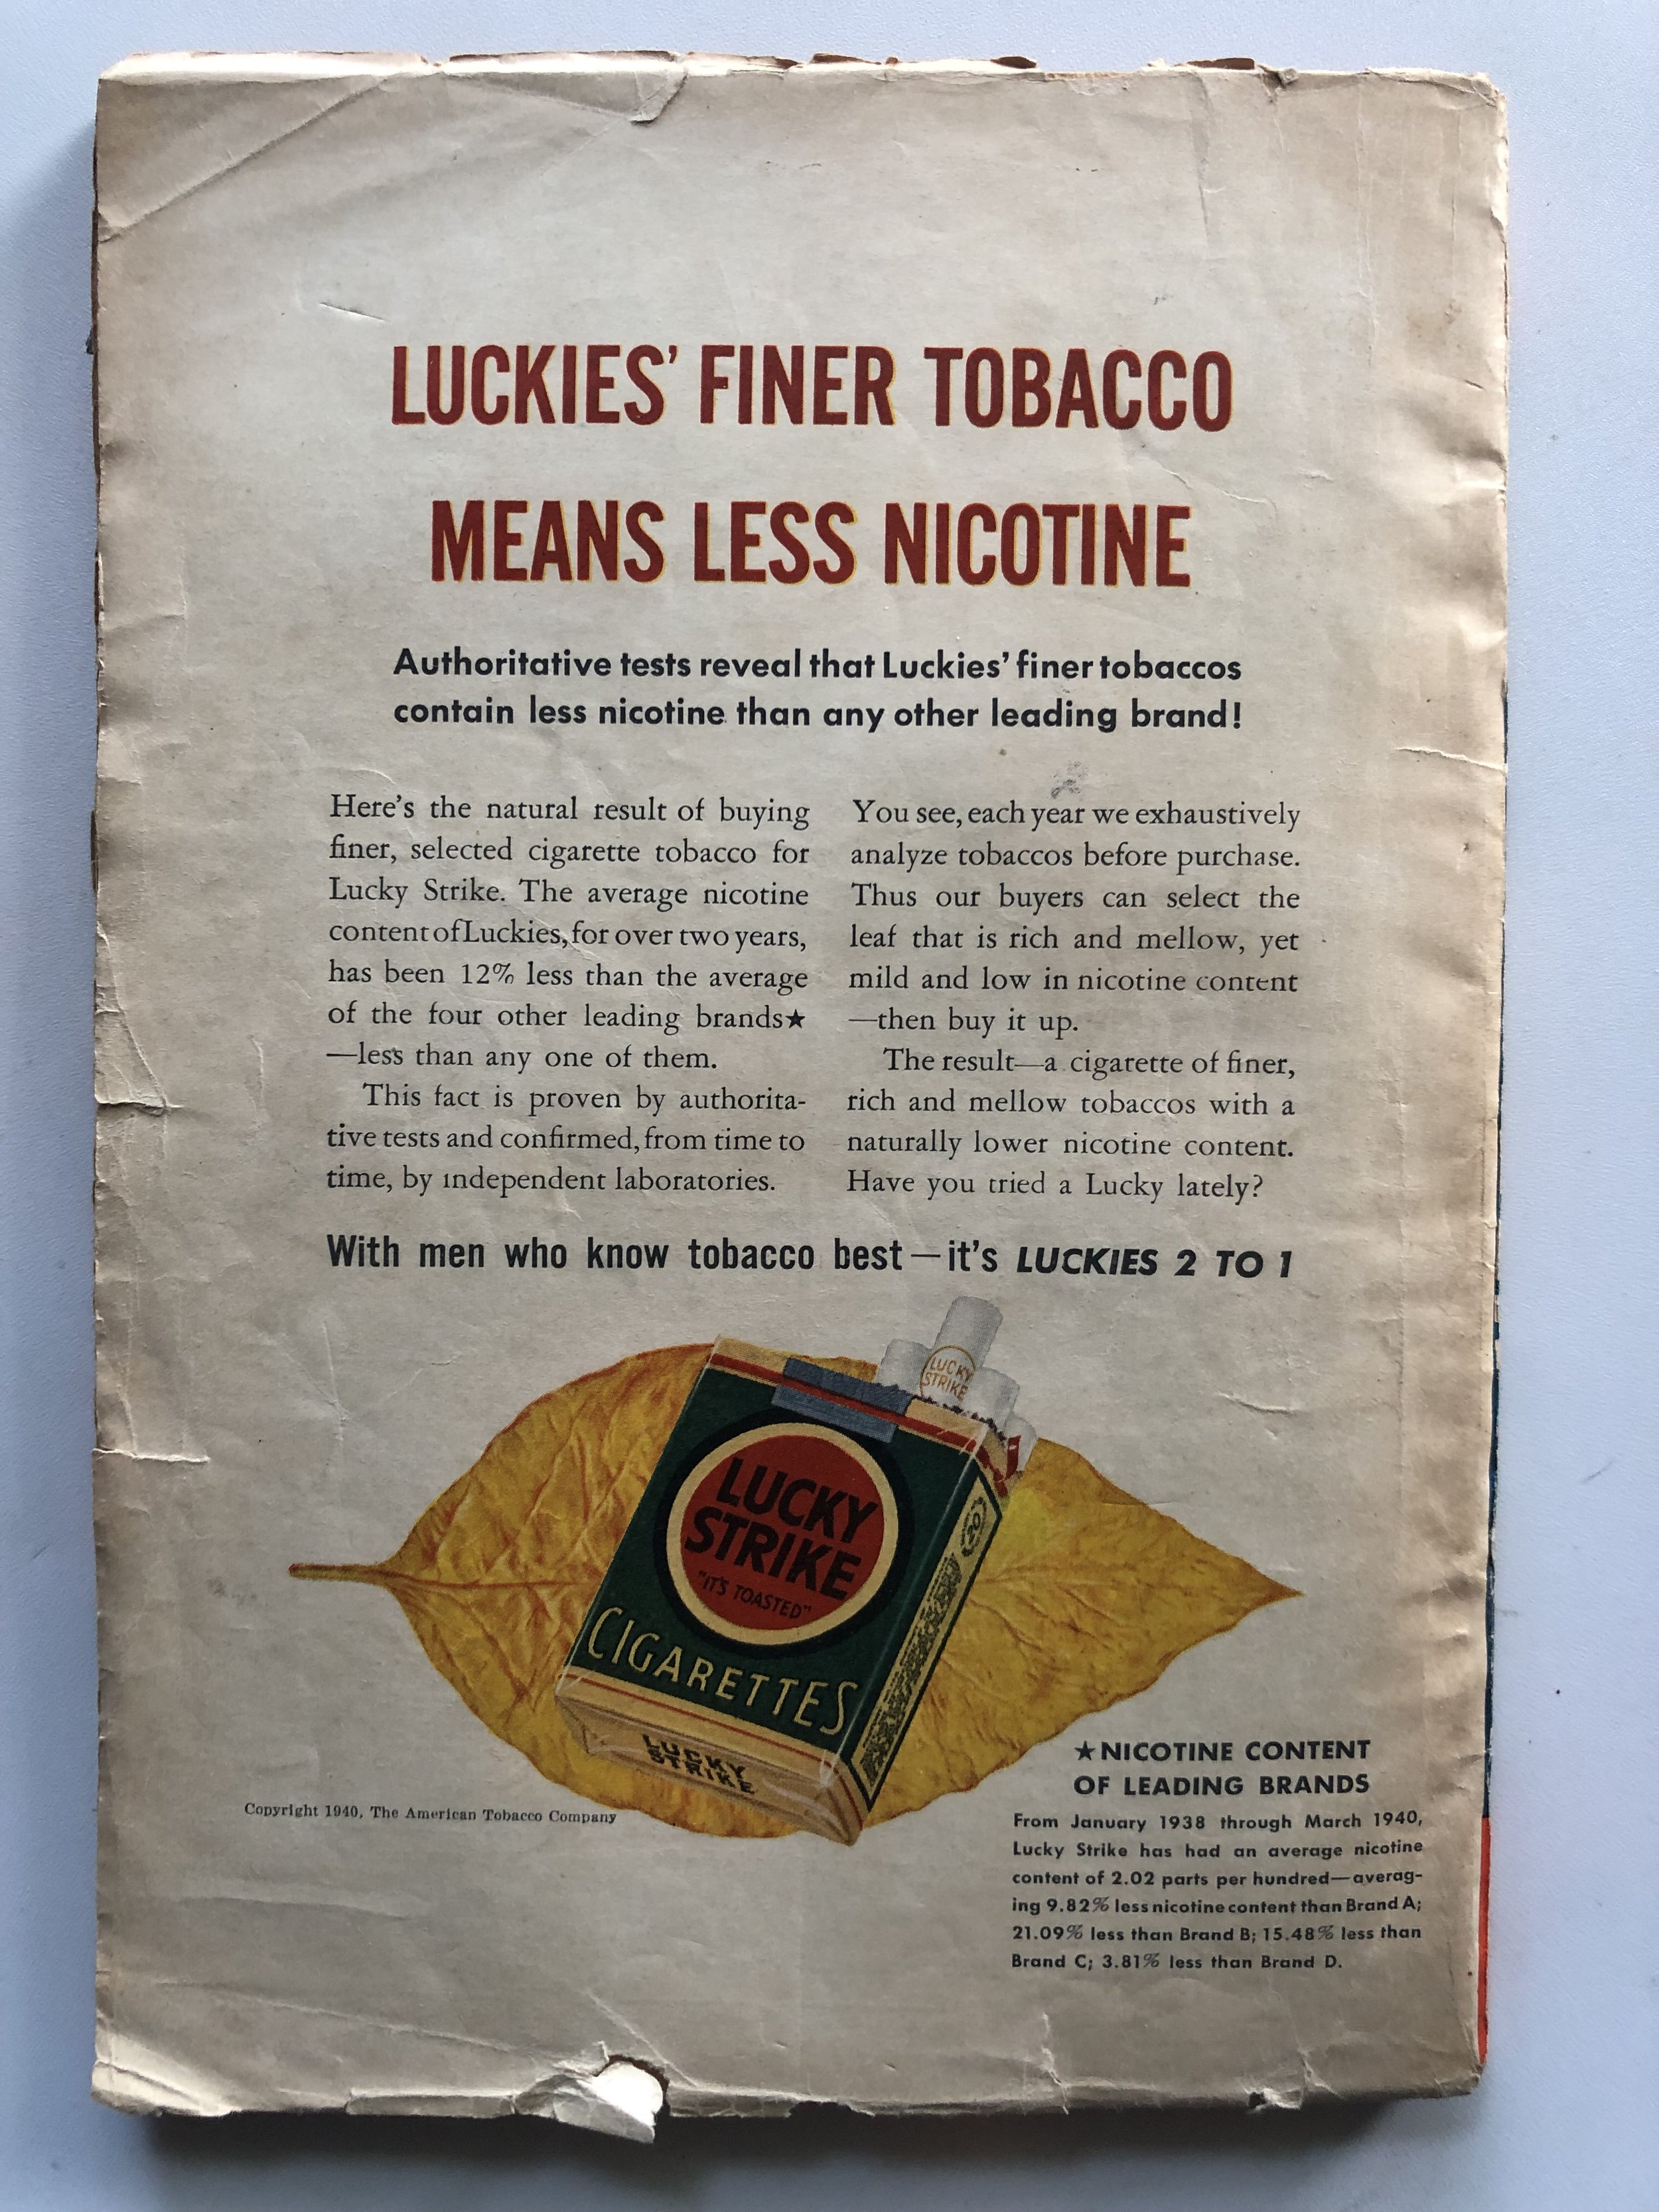 LUCKIES' FINER TOBACCO
MEANS LESS NICOTINE
Authoritative tests reveal that Luckies' finer tobaccos
contain less nicotine than any other leading brand!
Here's the natural result of buying
finer, selected cigarette tobacco for
Lucky Strike. The average nicotine
content of Luckies, for over two years,
has been 12% less than the average
of the four other leading brands★
—less than any one of them.
This fact is proven by authorita-
tive tests and confirmed, from time to
time, by independent laboratories.
You see, each year we exhaustively
analyze tobaccos before purchase.
Thus our buyers can select the
leaf that is rich and mellow, yet
mild and low in nicotine content
—then buy it up.
The result—a cigarette of finer,
rich and mellow tobaccos with a
naturally lower nicotine content.
Have you tried a Lucky lately?
With men who know tobacco best—it's LUCKIES 2 TO 1
LUCKY
STRIKE
LUCKY
STRIKE
"IT'S TOASTED"
CIGARETTES
20
LUCKY
STRIKE
Copyright 1940, The American Tobacco Company
★NICOTINE CONTENT
OF LEADING BRANDS
From January 1938 through March 1940,
Lucky Strike has had an average nicotine
content of 2.02 parts per hundred—averag-
ing 9.82% less nicotine content than Brand A;
21.09% less than Brand B; 15.48% less than
Brand C; 3.81% less than Brand D.